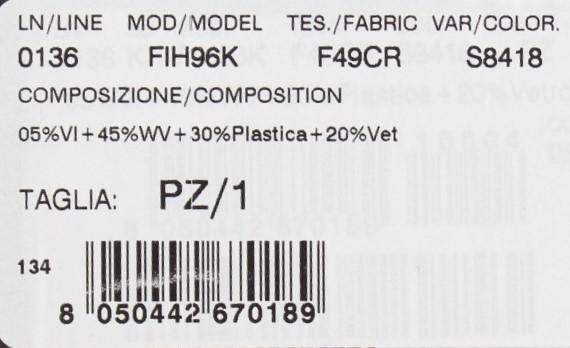 LN/LINE MOD/MODEL TES./FABRIC VAR/COLOR.
0136 FIH96K F49CR S8418
COMPOSIZIONE/COMPOSITION
05%VI+45%WV+30%Plastica+20%Vet
TAGLIA: PZ/1
134
8 050442 670189